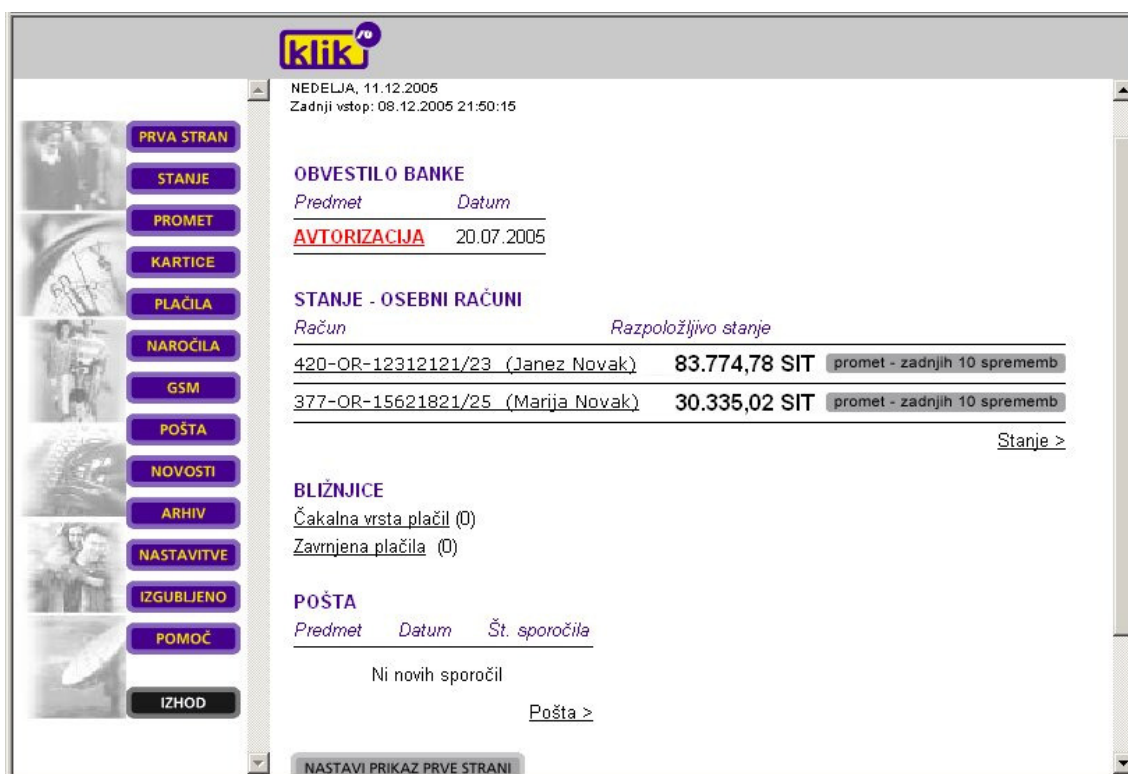 klik
NEDELJA, 11.12.2005
Zadnji vstop: 08.12.2005 21:50:15
PRVA STRAN
STANJE
PROMET
KARTICE
PLAČILA
NAROČILA
GSM
POŠTA
NOVOSTI
ARHIV
NASTAVITVE
IZGUBLJENO
POMOČ
IZHOD
OBVESTILO BANKE
Predmet Datum
AVTORIZACIJA 20.07.2005
STANJE - OSEBNI RAČUNI
Račun Razpoložljivo stanje
420-OR-12312121/23 (Janez Novak) 83.774,78 SIT promet - zadnjih 10 sprememb
377-OR-15621821/25 (Marija Novak) 30.335,02 SIT promet - zadnjih 10 sprememb
Stanje >
BLIŽNJICE
Čakalna vrsta plačil (0)
Zavrnjena plačila (0)
POŠTA
Predmet Datum Št. sporočila
Ni novih sporočil
Pošta >
NASTAVI PRIKAZ PRVE STRANI